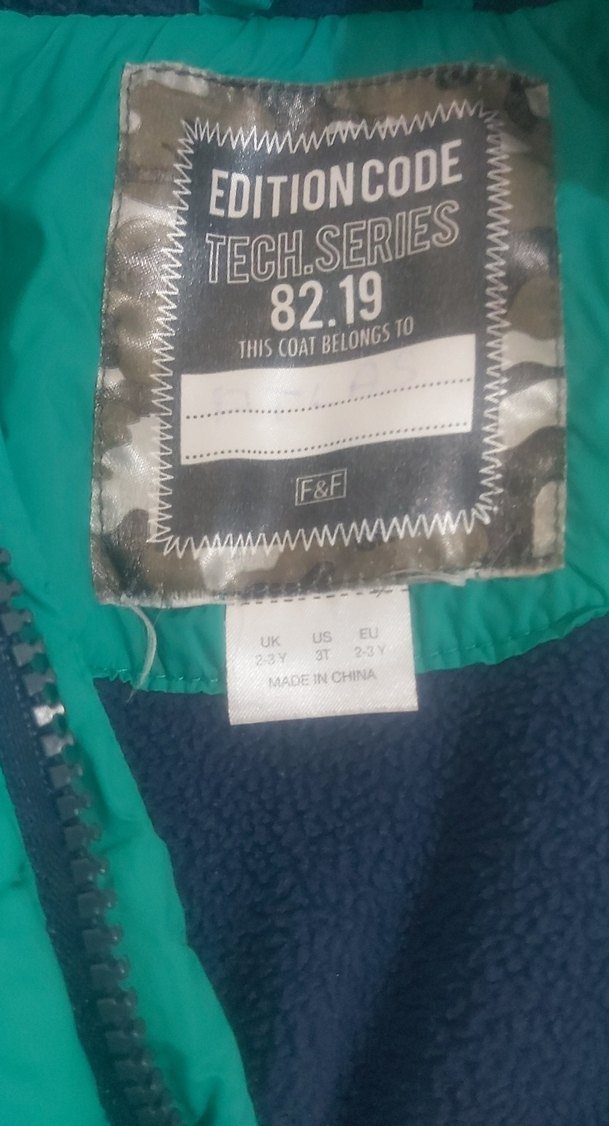 EDITION CODE
TECH.SERIES
82.19
THIS COAT BELONGS TO
F&F
UK US EU
2-3 Y 3T 2-3 Y
MADE IN CHINA